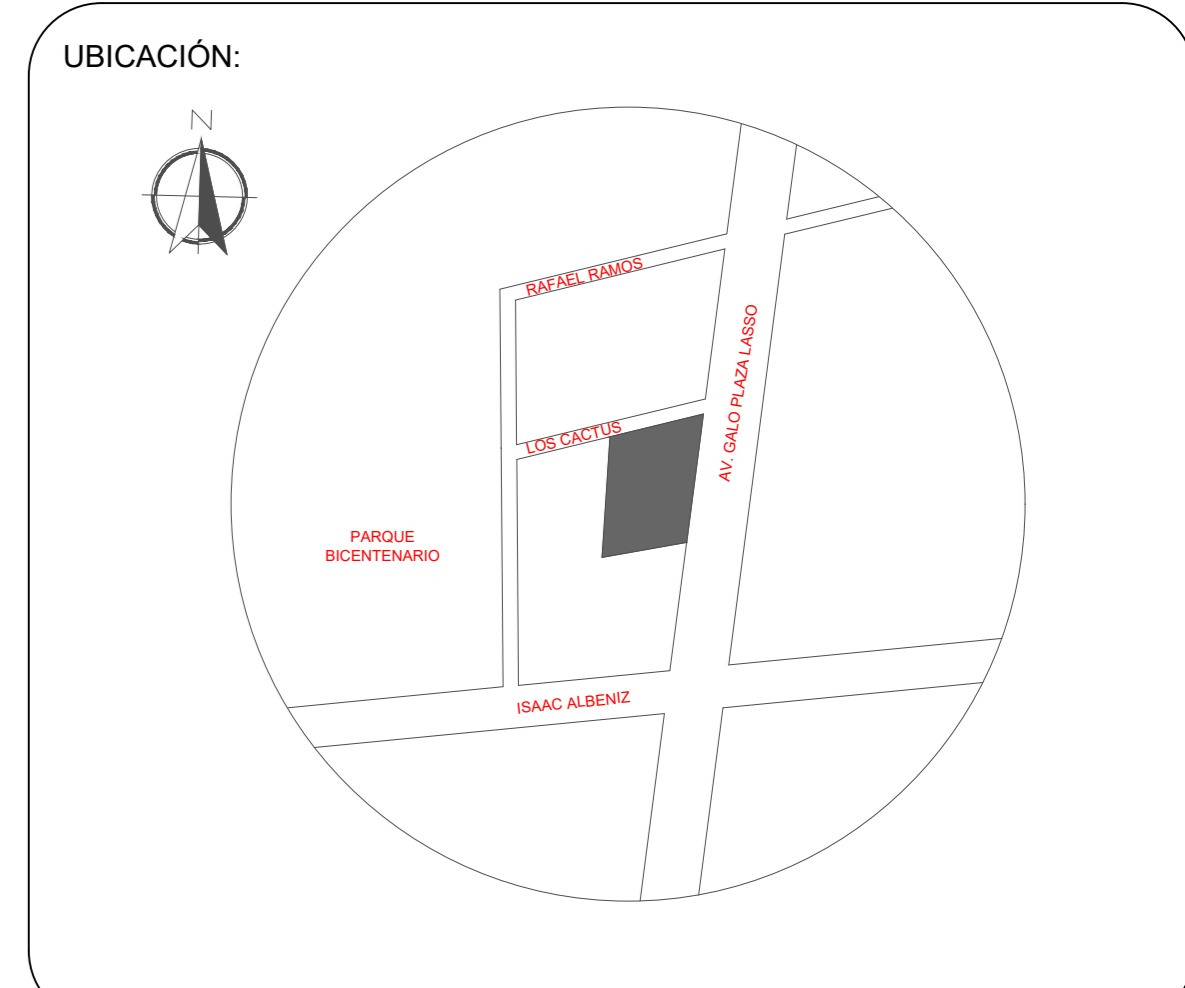 UBICACIÓN:
N
RAFAEL RAMOS
AV. GALO PLAZA LASSO
LOS CACTUS
PARQUE
BICENTENARIO
ISAAC ALBENIZ